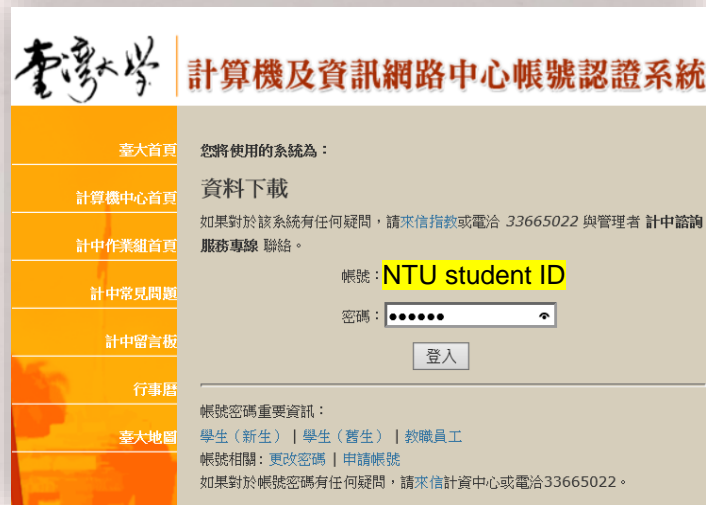 臺灣大學
計算機及資訊網路中心帳號認證系統
臺大首頁
計算機中心首頁
計中作業組首頁
計中常見問題
計中留言板
行事曆
臺大地圖
您將使用的系統為：
資料下載
如果對於該系統有任何疑問，請來信指教或電洽 33665022 與管理者 計中諮詢
服務專線 聯絡。
帳號：NTU student ID
密碼：●●●●●●
登入
帳號密碼重要資訊：
學生（新生） | 學生（舊生） | 教職員工
帳號相關：更改密碼 | 申請帳號
如果對於帳號密碼有任何疑問，請來信計資中心或電洽33665022。